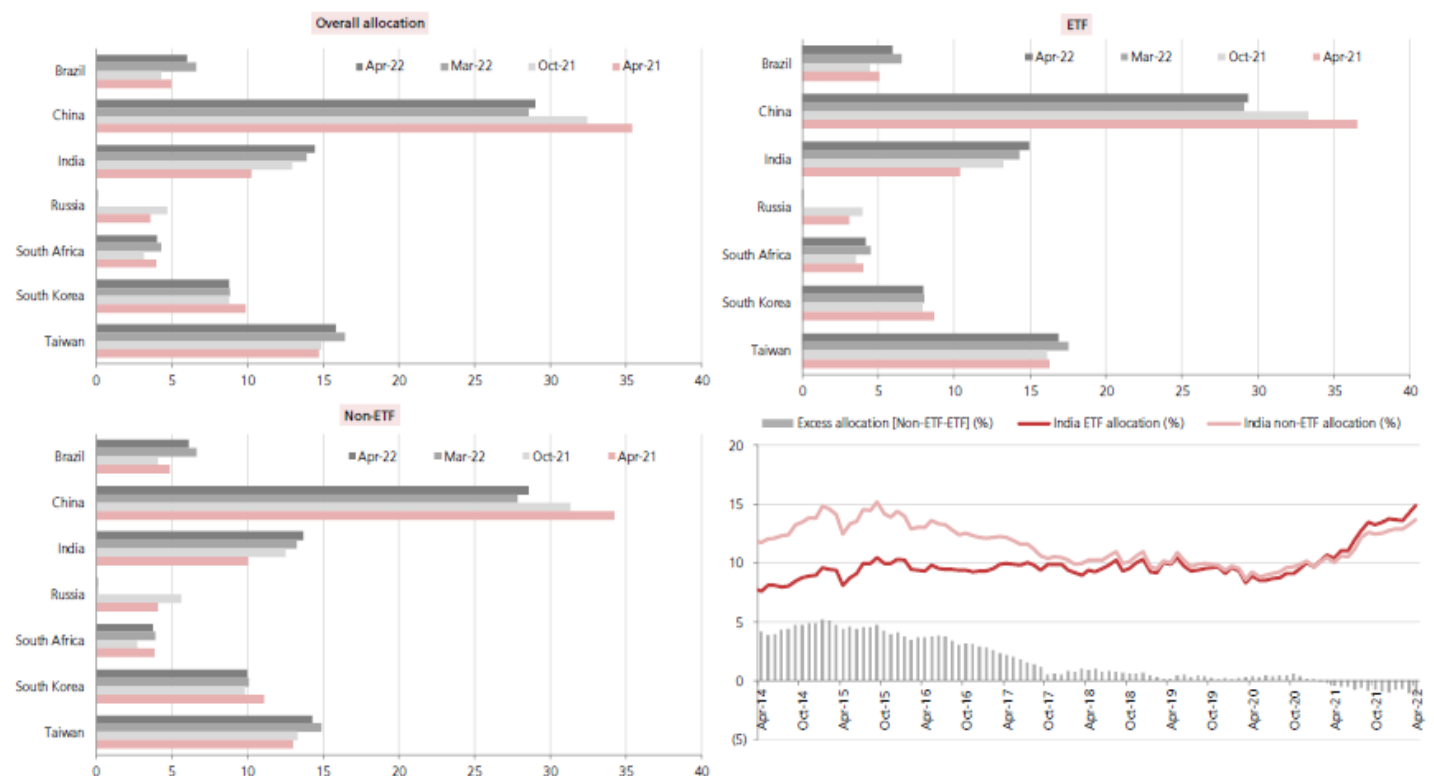 Overall allocation
Apr-22 Mar-22 Oct-21 Apr-21
Brazil
China
India
Russia
South Africa
South Korea
Taiwan
0 5 10 15 20 25 30 35 40
ETF
Apr-22 Mar-22 Oct-21 Apr-21
Brazil
China
India
Russia
South Africa
South Korea
Taiwan
0 5 10 15 20 25 30 35 40
Non-ETF
Apr-22 Mar-22 Oct-21 Apr-21
Brazil
China
India
Russia
South Africa
South Korea
Taiwan
0 5 10 15 20 25 30 35 40
Excess allocation [Non-ETF-ETF] (%) India ETF allocation (%) India non-ETF allocation (%)
20
15
10
5
0
(5)
Apr-14 Oct-14 Apr-15 Oct-15 Apr-16 Oct-16 Apr-17 Oct-17 Apr-18 Oct-18 Apr-19 Oct-19 Apr-20 Oct-20 Apr-21 Oct-21 Apr-22